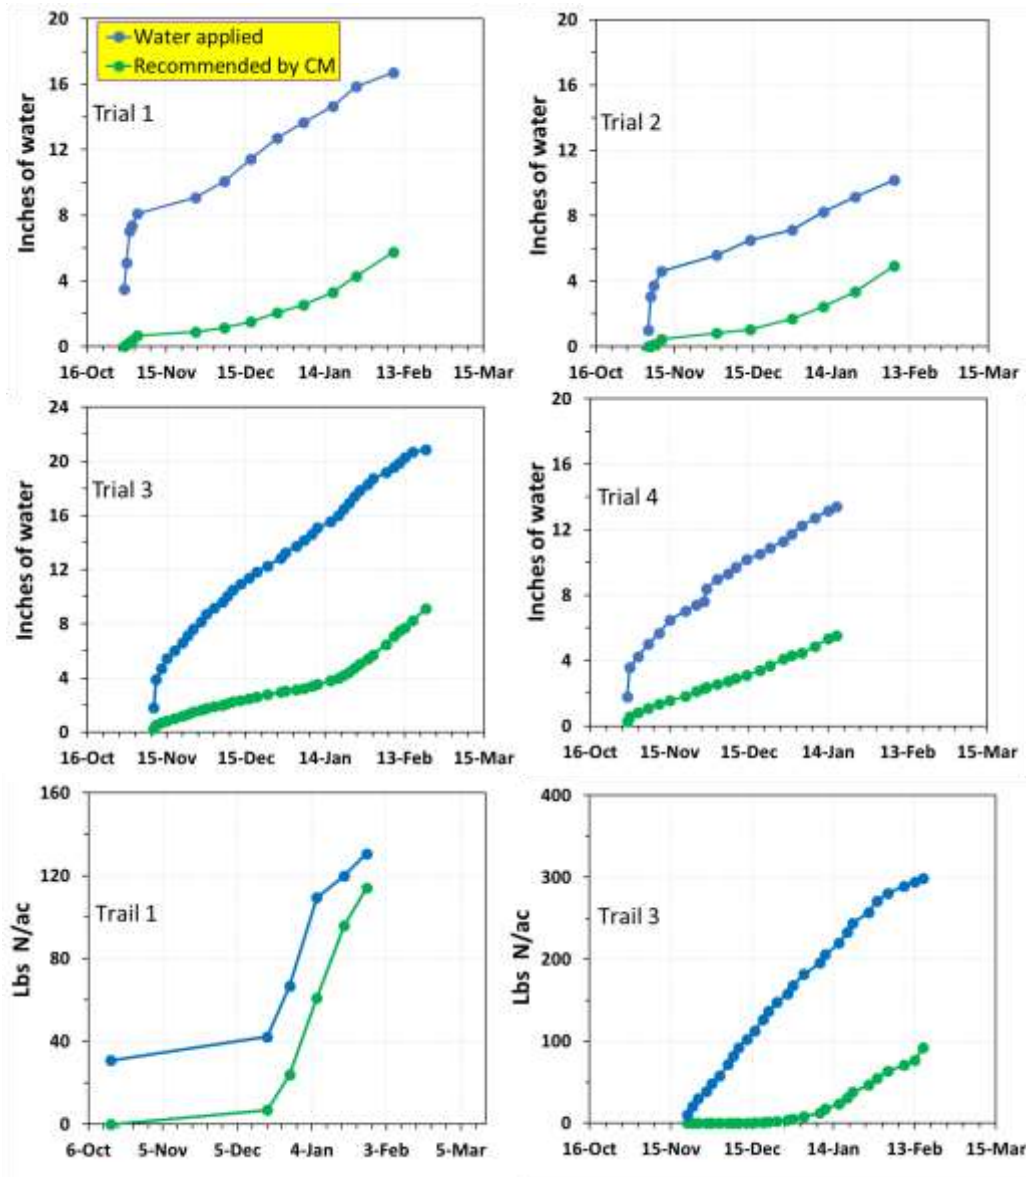 20
16
12
8
4
0
Inches of water
Water applied
Recommended by CM
Trial 1
16-Oct 15-Nov 15-Dec 14-Jan 13-Feb 15-Mar
20
16
12
8
4
0
Inches of water
Trial 2
16-Oct 15-Nov 15-Dec 14-Jan 13-Feb 15-Mar
24
20
16
12
8
4
0
Inches of water
Trial 3
16-Oct 15-Nov 15-Dec 14-Jan 13-Feb 15-Mar
20
16
12
8
4
0
Inches of water
Trial 4
16-Oct 15-Nov 15-Dec 14-Jan 13-Feb 15-Mar
160
120
80
40
0
Lbs N/ac
Trail 1
6-Oct 5-Nov 5-Dec 4-Jan 3-Feb 5-Mar
400
300
200
100
0
Lbs N/ac
Trail 3
16-Oct 15-Nov 15-Dec 14-Jan 13-Feb 15-Mar